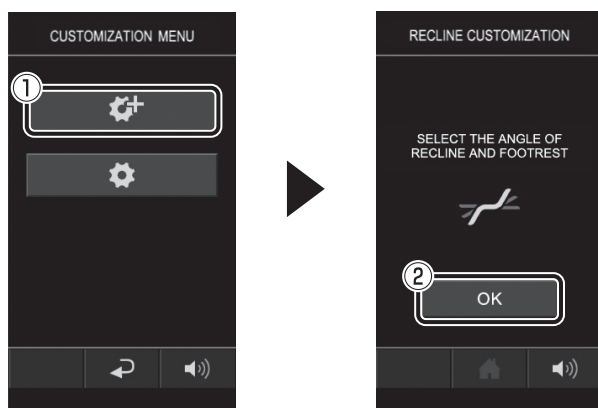 CUSTOMIZATION MENU
1
RECLINE CUSTOMIZATION
SELECT THE ANGLE OF
RECLINE AND FOOTREST
2
OK